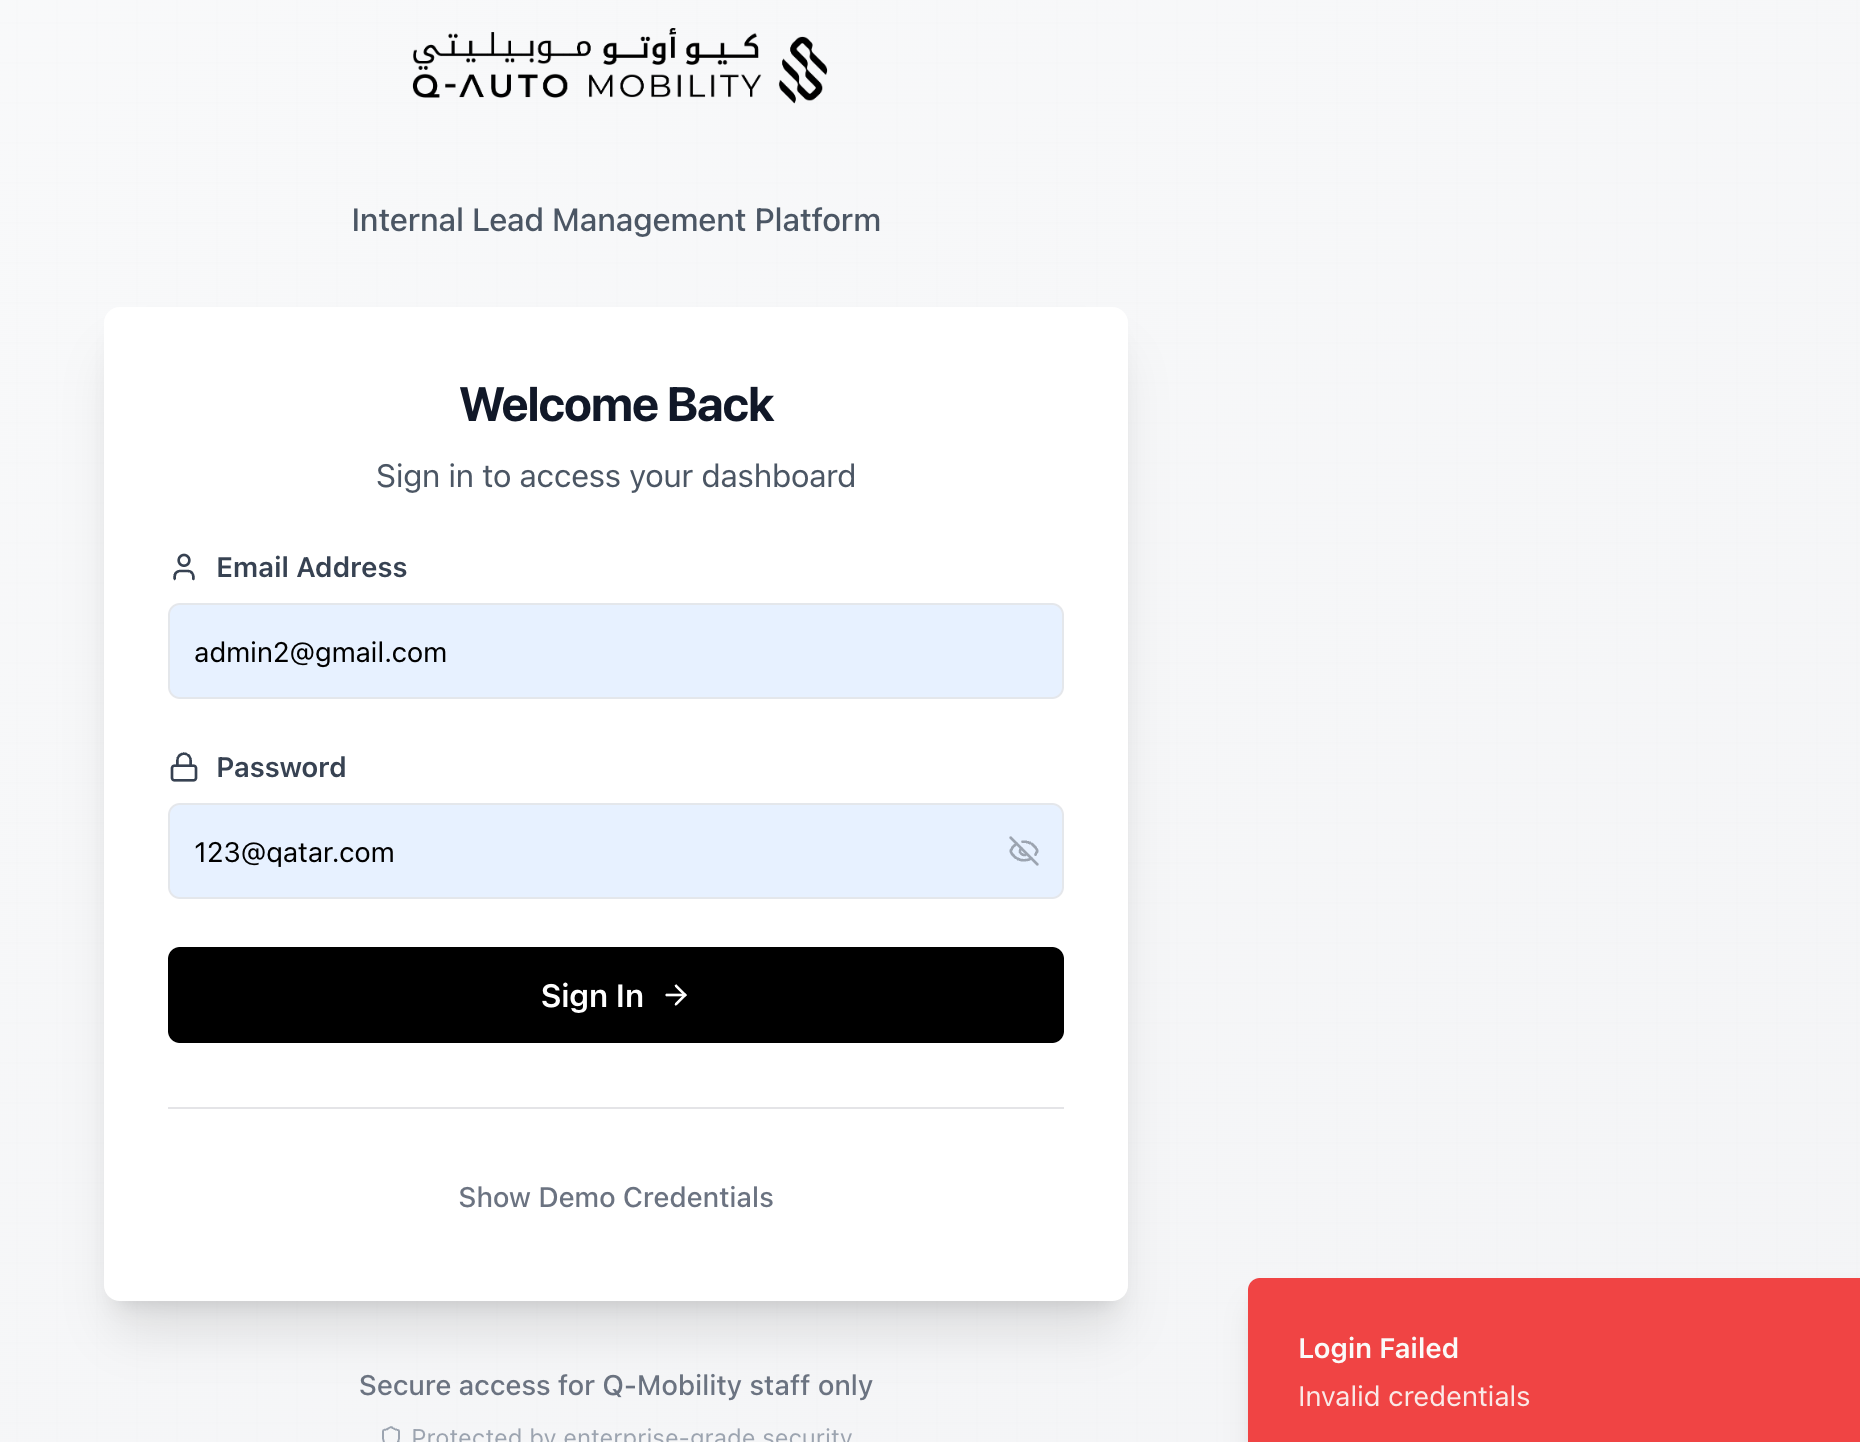 كيو أوتو موبيليتي
Q-AUTO MOBILITY
Internal Lead Management Platform
Welcome Back
Sign in to access your dashboard
Email Address
admin2@gmail.com
Password
123@qatar.com
Sign In
Show Demo Credentials
Secure access for Q-Mobility staff only
Protected by enterprise-grade security
Login Failed
Invalid credentials